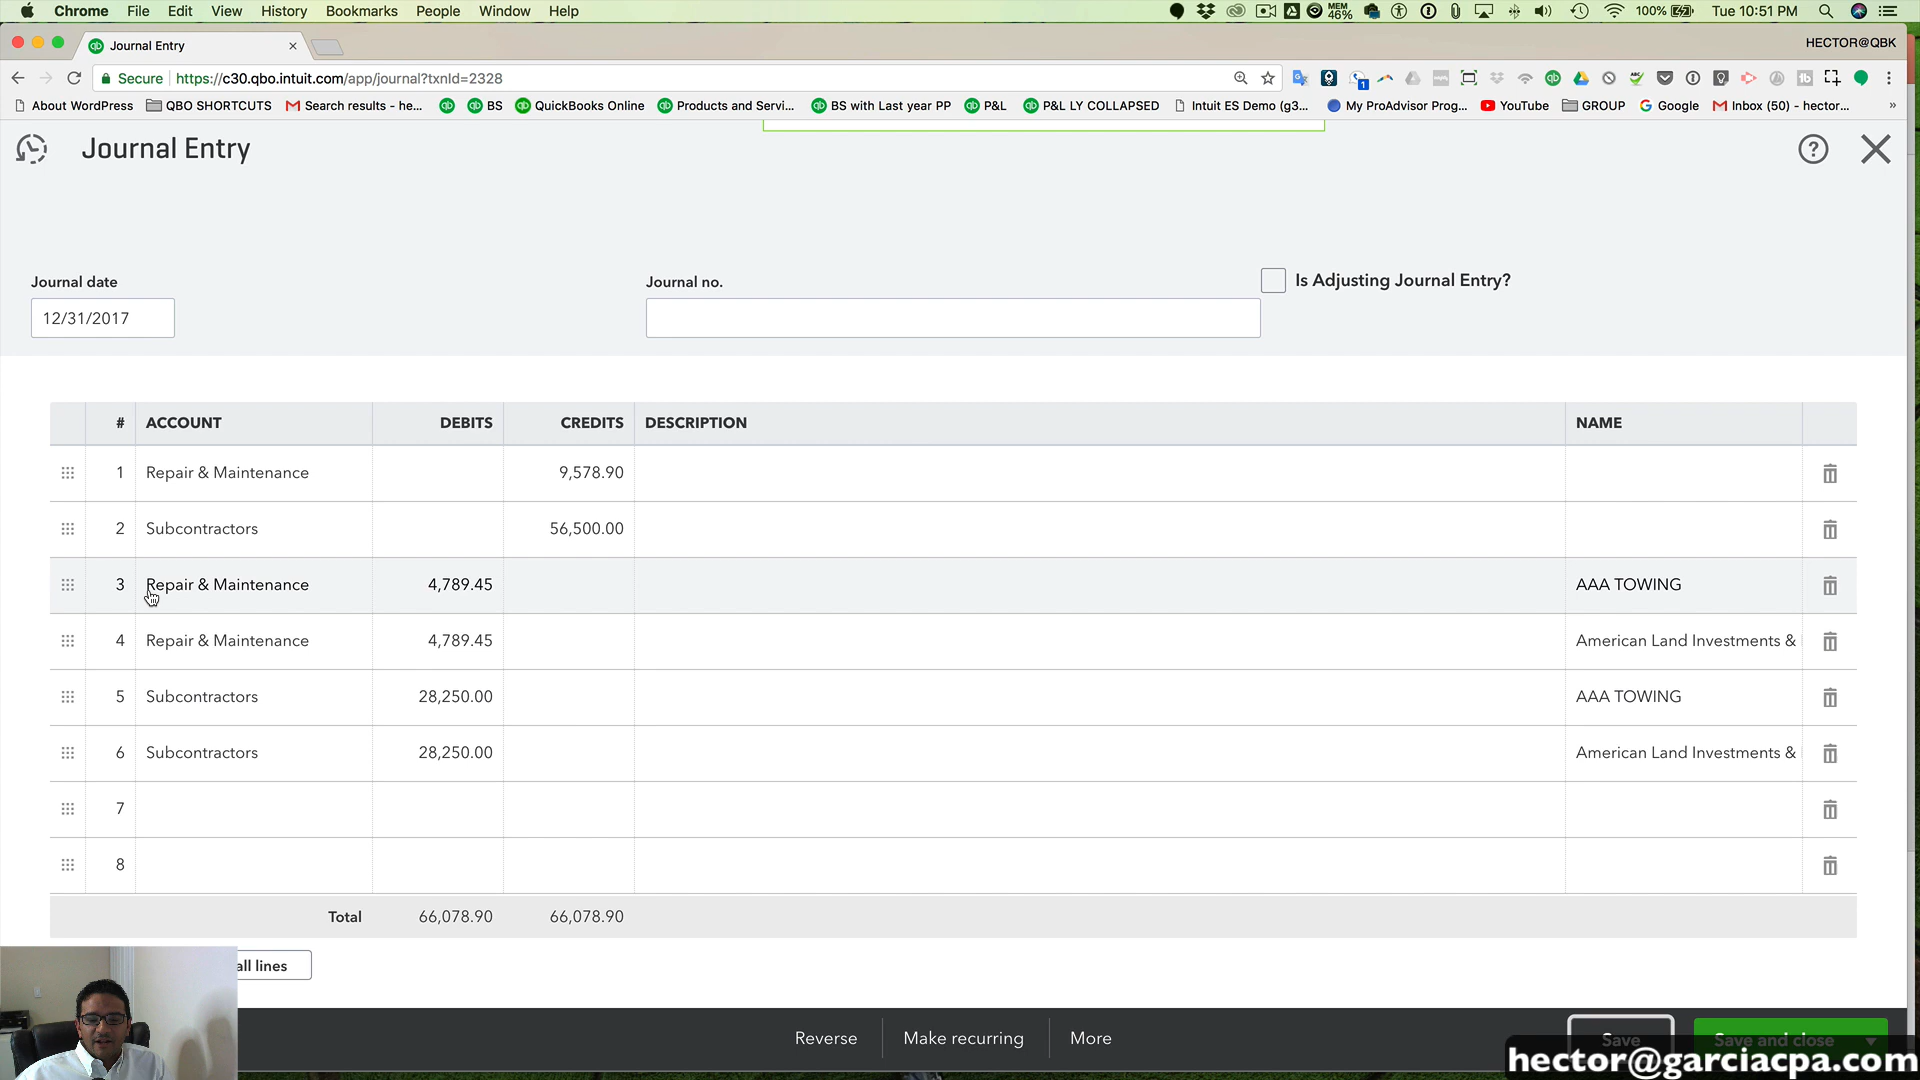 Chrome File Edit View History Bookmarks People Window Help MEM 46% 100% Tue 10:51 PM
Journal Entry HECTOR@QBK
Secure https://c30.qbo.intuit.com/app/journal?txnId=2328
About WordPress QBO SHORTCUTS Search results - he... BS QuickBooks Online Products and Servi... BS with Last year PP P&L P&L LY COLLAPSED Intuit ES Demo (g3... My ProAdvisor Prog... YouTube GROUP Google Inbox (50) - hector... »
Journal Entry
Journal date Journal no. Is Adjusting Journal Entry?
12/31/2017
# ACCOUNT DEBITS CREDITS DESCRIPTION NAME
1 Repair & Maintenance 9,578.90
2 Subcontractors 56,500.00
3 Repair & Maintenance 4,789.45 AAA TOWING
4 Repair & Maintenance 4,789.45 American Land Investments &
5 Subcontractors 28,250.00 AAA TOWING
6 Subcontractors 28,250.00 American Land Investments &
7
8
Total 66,078.90 66,078.90
all lines
Reverse Make recurring More Save Save and close
hector@garciacpa.com